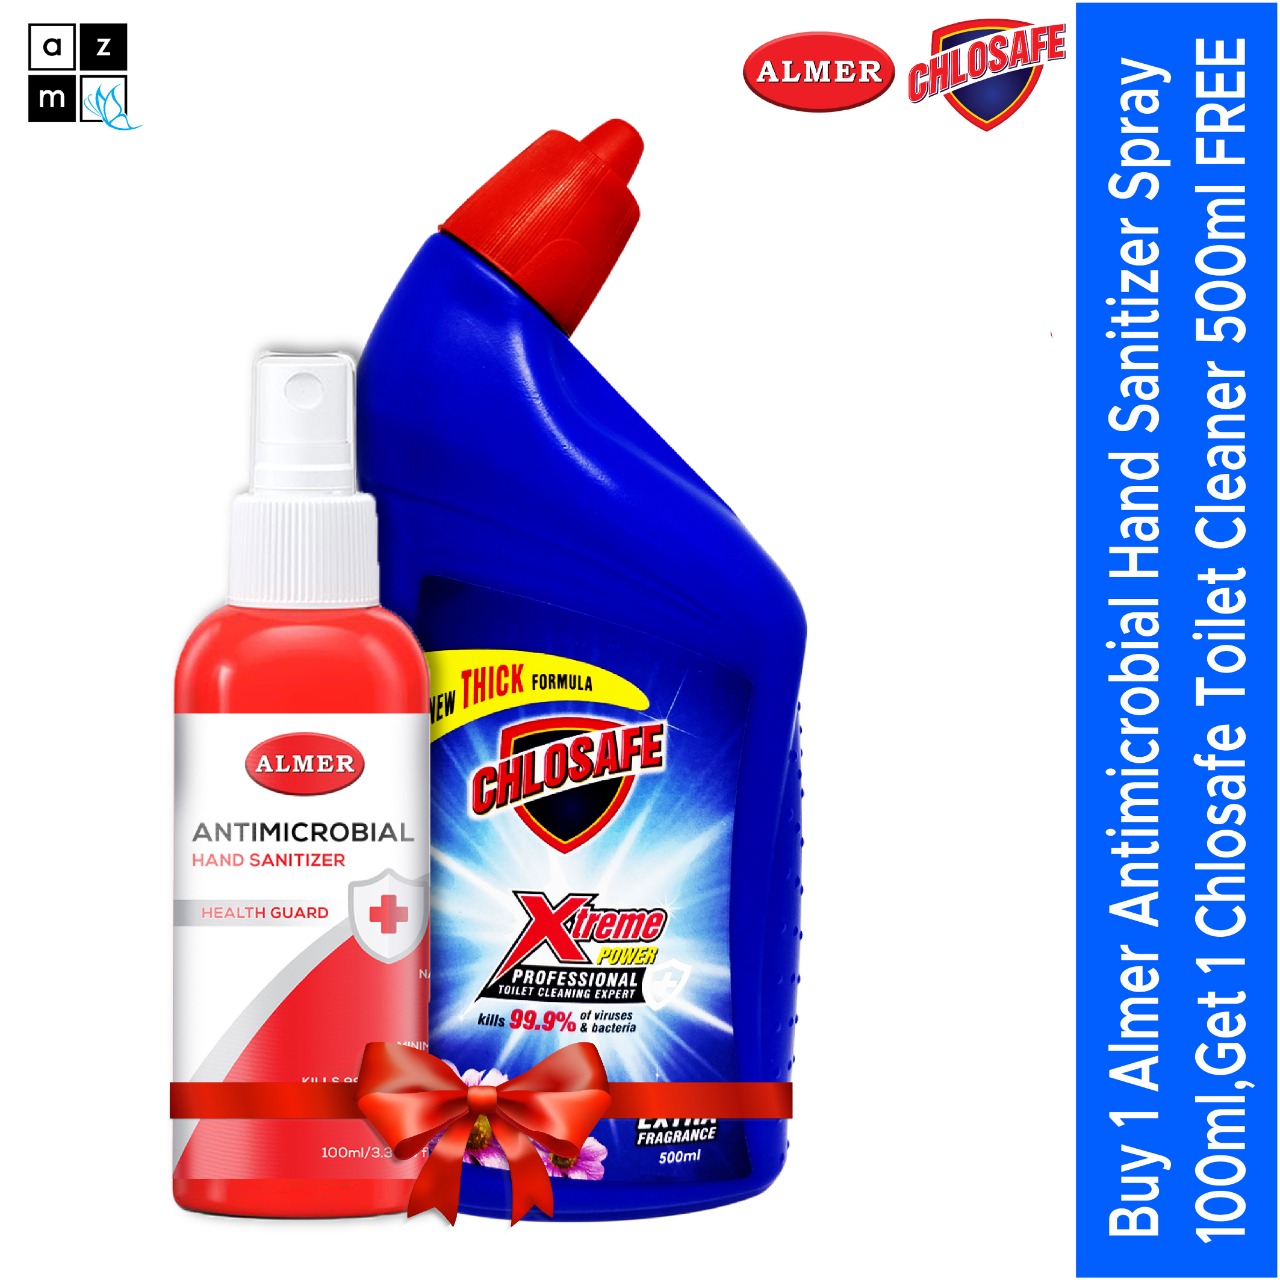 a z
m
ALMER
CHLOSAFE
Buy 1 Almer Antimicrobial Hand Sanitizer Spray
100ml,Get 1 Chlosafe Toilet Cleaner 500ml FREE
ALMER
ANTIMICROBIAL
HAND SANITIZER
HEALTH GUARD
100ml/3.3
NEW THICK FORMULA
CHLOSAFE
Xtreme
POWER
PROFESSIONAL
TOILET CLEANING EXPERT
kills 99.9% of viruses
& bacteria
EXTRA
FRAGRANCE
500ml